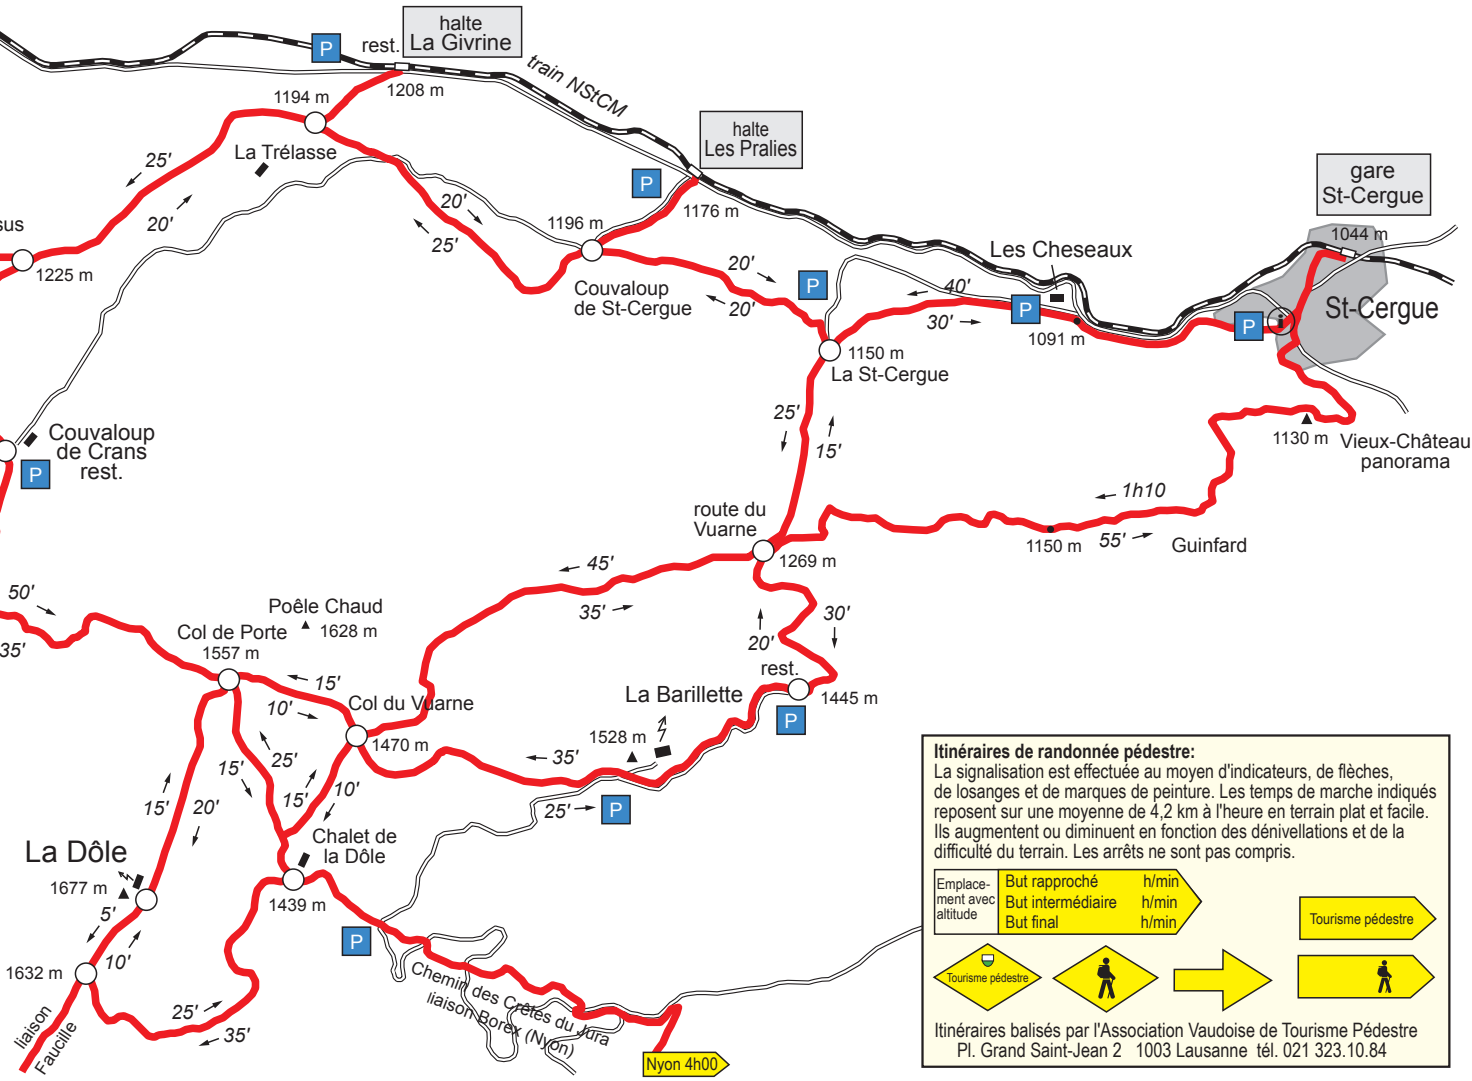 halte
La Givrine
rest.
P
1208 m
1194 m
train NStCM
halte
Les Pralies
P
1176 m
La Trélasse
25'
20'
20'
25'
1196 m
sus
1225 m
Couvaloup
de St-Cergue
20'
20'
P
gare
St-Cergue
1044 m
Les Cheseaux
40'
30'
P
1091 m
P
i
St-Cergue
1150 m
La St-Cergue
25'
15'
1130 m
Vieux-Château
panorama
Couvaloup
de Crans
rest.
P
route du
Vuarne
1269 m
1h10
55'
1150 m
Guinfard
45'
35'
50'
35'
Poêle Chaud
1628 m
Col de Porte
1557 m
30'
20'
rest.
1445 m
P
15'
10'
Col du Vuarne
1470 m
La Barillette
1528 m
35'
25'
P
25'
15'
15'
10'
15'
20'
La Dôle
1677 m
Chalet de
la Dôle
1439 m
P
5'
10'
1632 m
25'
35'
liaison
Faucille
Chemin des Crêtes du Jura
liaison Borex (Nyon)
Nyon 4h00
Itinéraires de randonnée pédestre:
La signalisation est effectuée au moyen d'indicateurs, de flèches,
de losanges et de marques de peinture. Les temps de marche indiqués
reposent sur une moyenne de 4,2 km à l'heure en terrain plat et facile.
Ils augmentent ou diminuent en fonction des dénivellations et de la
difficulté du terrain. Les arrêts ne sont pas compris.
Emplace-
ment avec
altitude
But rapproché h/min
But intermédiaire h/min
But final h/min
Tourisme pédestre
Tourisme pédestre
Itinéraires balisés par l'Association Vaudoise de Tourisme Pédestre
Pl. Grand Saint-Jean 2 1003 Lausanne tél. 021 323.10.84